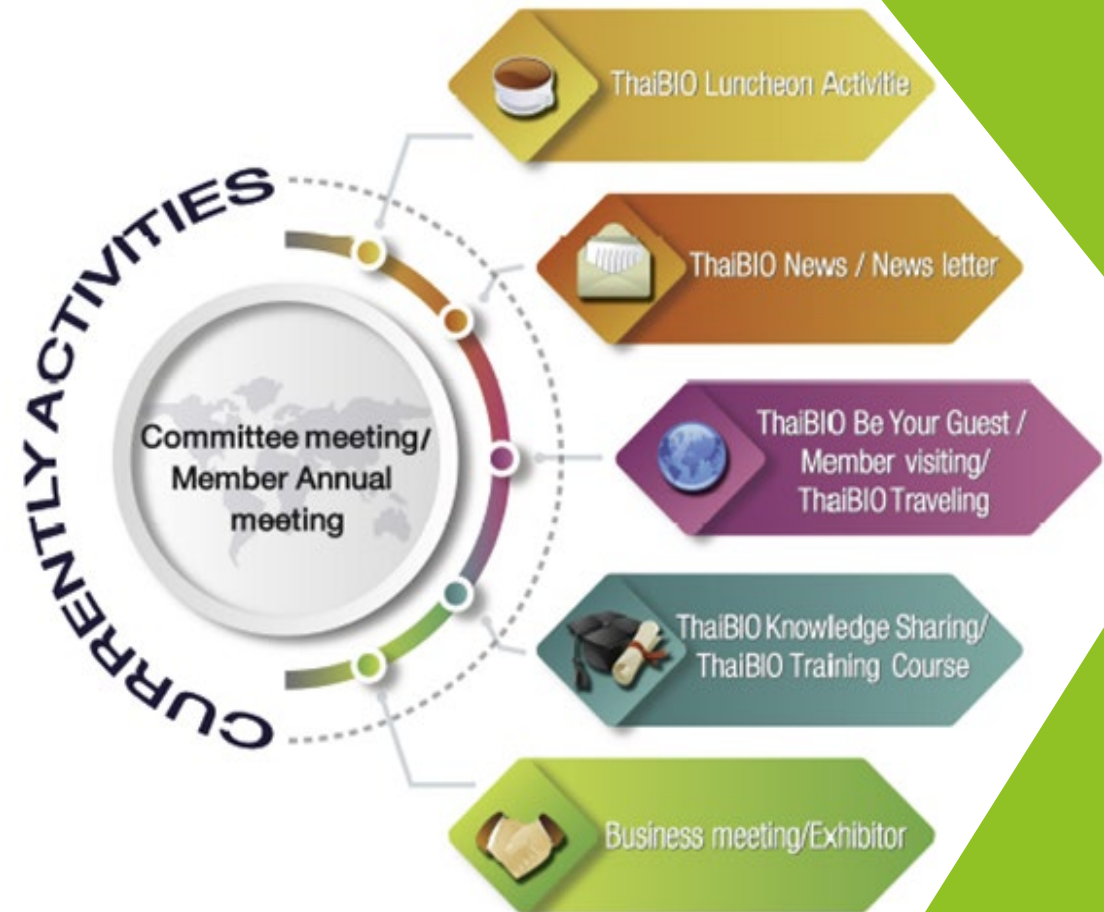 CURRENTLY ACTIVITIES
Committee meeting/
Member Annual
meeting
ThaiBIO Luncheon Activitie
ThaiBIO News / News letter
ThaiBIO Be Your Guest /
Member visiting/
ThaiBIO Traveling
ThaiBIO Knowledge Sharing/
ThaiBIO Training Course
Business meeting/Exhibitor